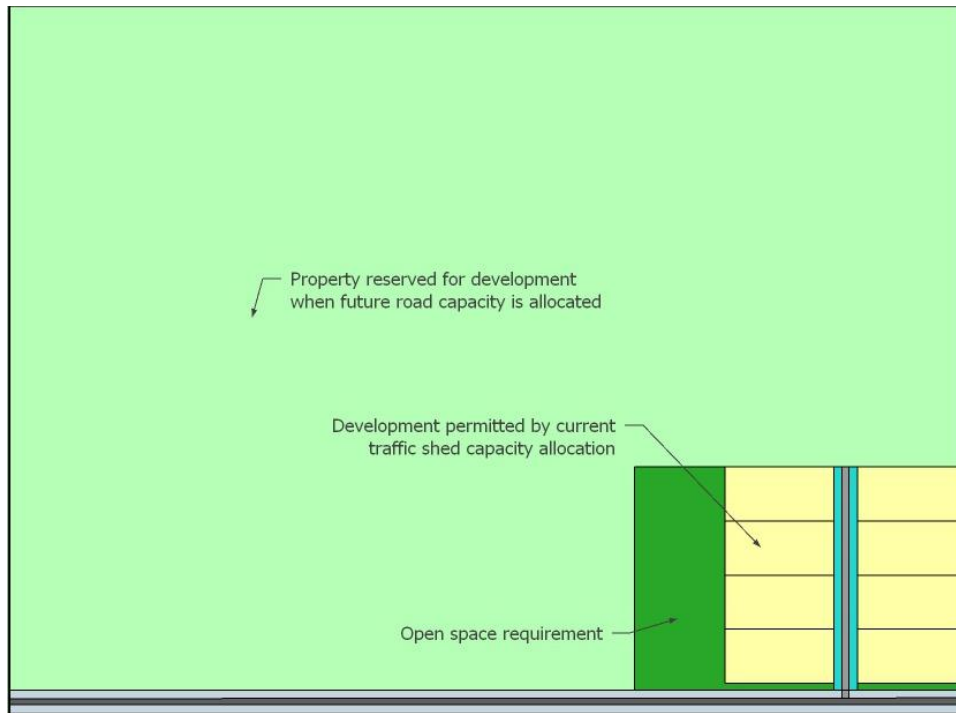 Property reserved for development
when future road capacity is allocated
Development permitted by current
traffic shed capacity allocation
Open space requirement